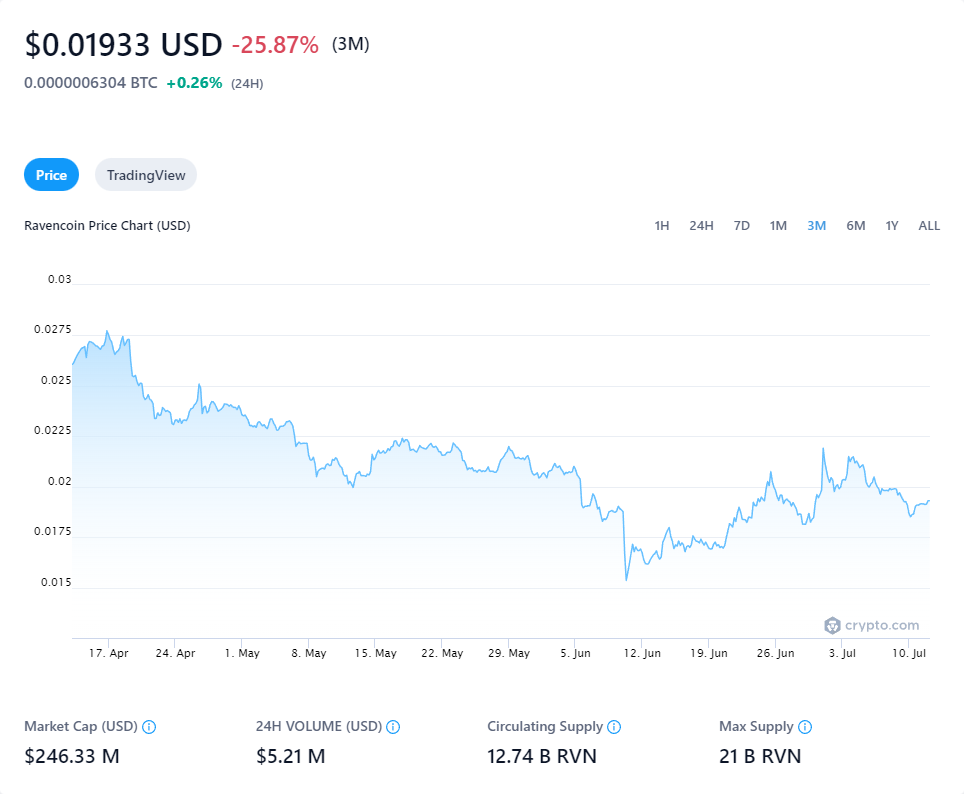 $0.01933 USD -25.87% (3M)
0.0000006304 BTC +0.26% (24H)
Price TradingView
Ravencoin Price Chart (USD) 1H 24H 7D 1M 3M 6M 1Y ALL
0.03
0.0275
0.025
0.0225
0.02
0.0175
0.015
crypto.com
17. Apr 24. Apr 1. May 8. May 15. May 22. May 29. May 5. Jun 12. Jun 19. Jun 26. Jun 3. Jul 10. Jul
Market Cap (USD) 24H VOLUME (USD) Circulating Supply Max Supply
$246.33 M $5.21 M 12.74 B RVN 21 B RVN